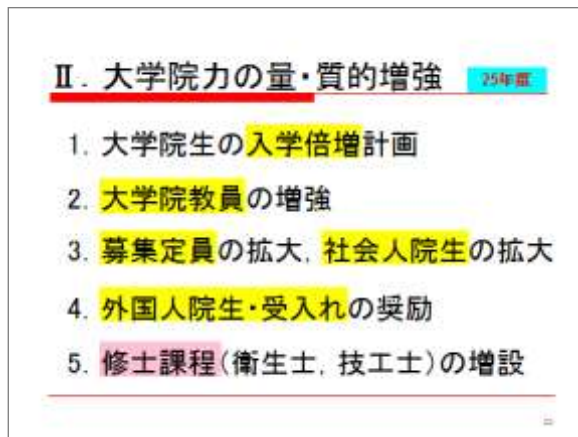 Ⅱ. 大学院力の量・質的増強 25年度
1. 大学院生の入学倍増計画
2. 大学院教員の増強
3. 募集定員の拡大, 社会人院生の拡大
4. 外国人院生・受入れの奨励
5. 修士課程(衛生士, 技工士)の増設